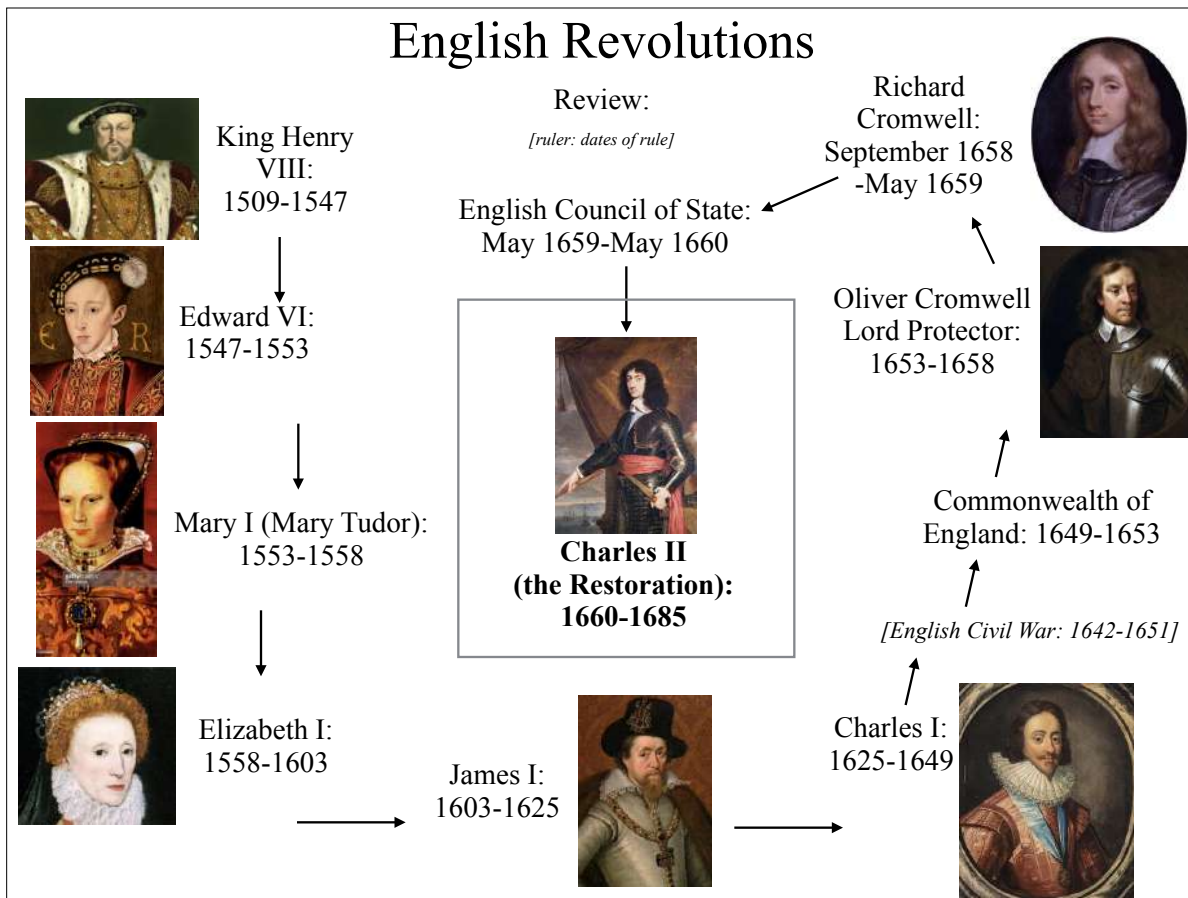 English Revolutions
Review:
[ruler: dates of rule]
King Henry
VIII:
1509-1547
Edward VI:
1547-1553
E R
Mary I (Mary Tudor):
1553-1558
Elizabeth I:
1558-1603
James I:
1603-1625
Charles I:
1625-1649
[English Civil War: 1642-1651]
Commonwealth of
England: 1649-1653
Oliver Cromwell
Lord Protector:
1653-1658
Richard
Cromwell:
September 1658
-May 1659
English Council of State:
May 1659-May 1660
Charles II
(the Restoration):
1660-1685